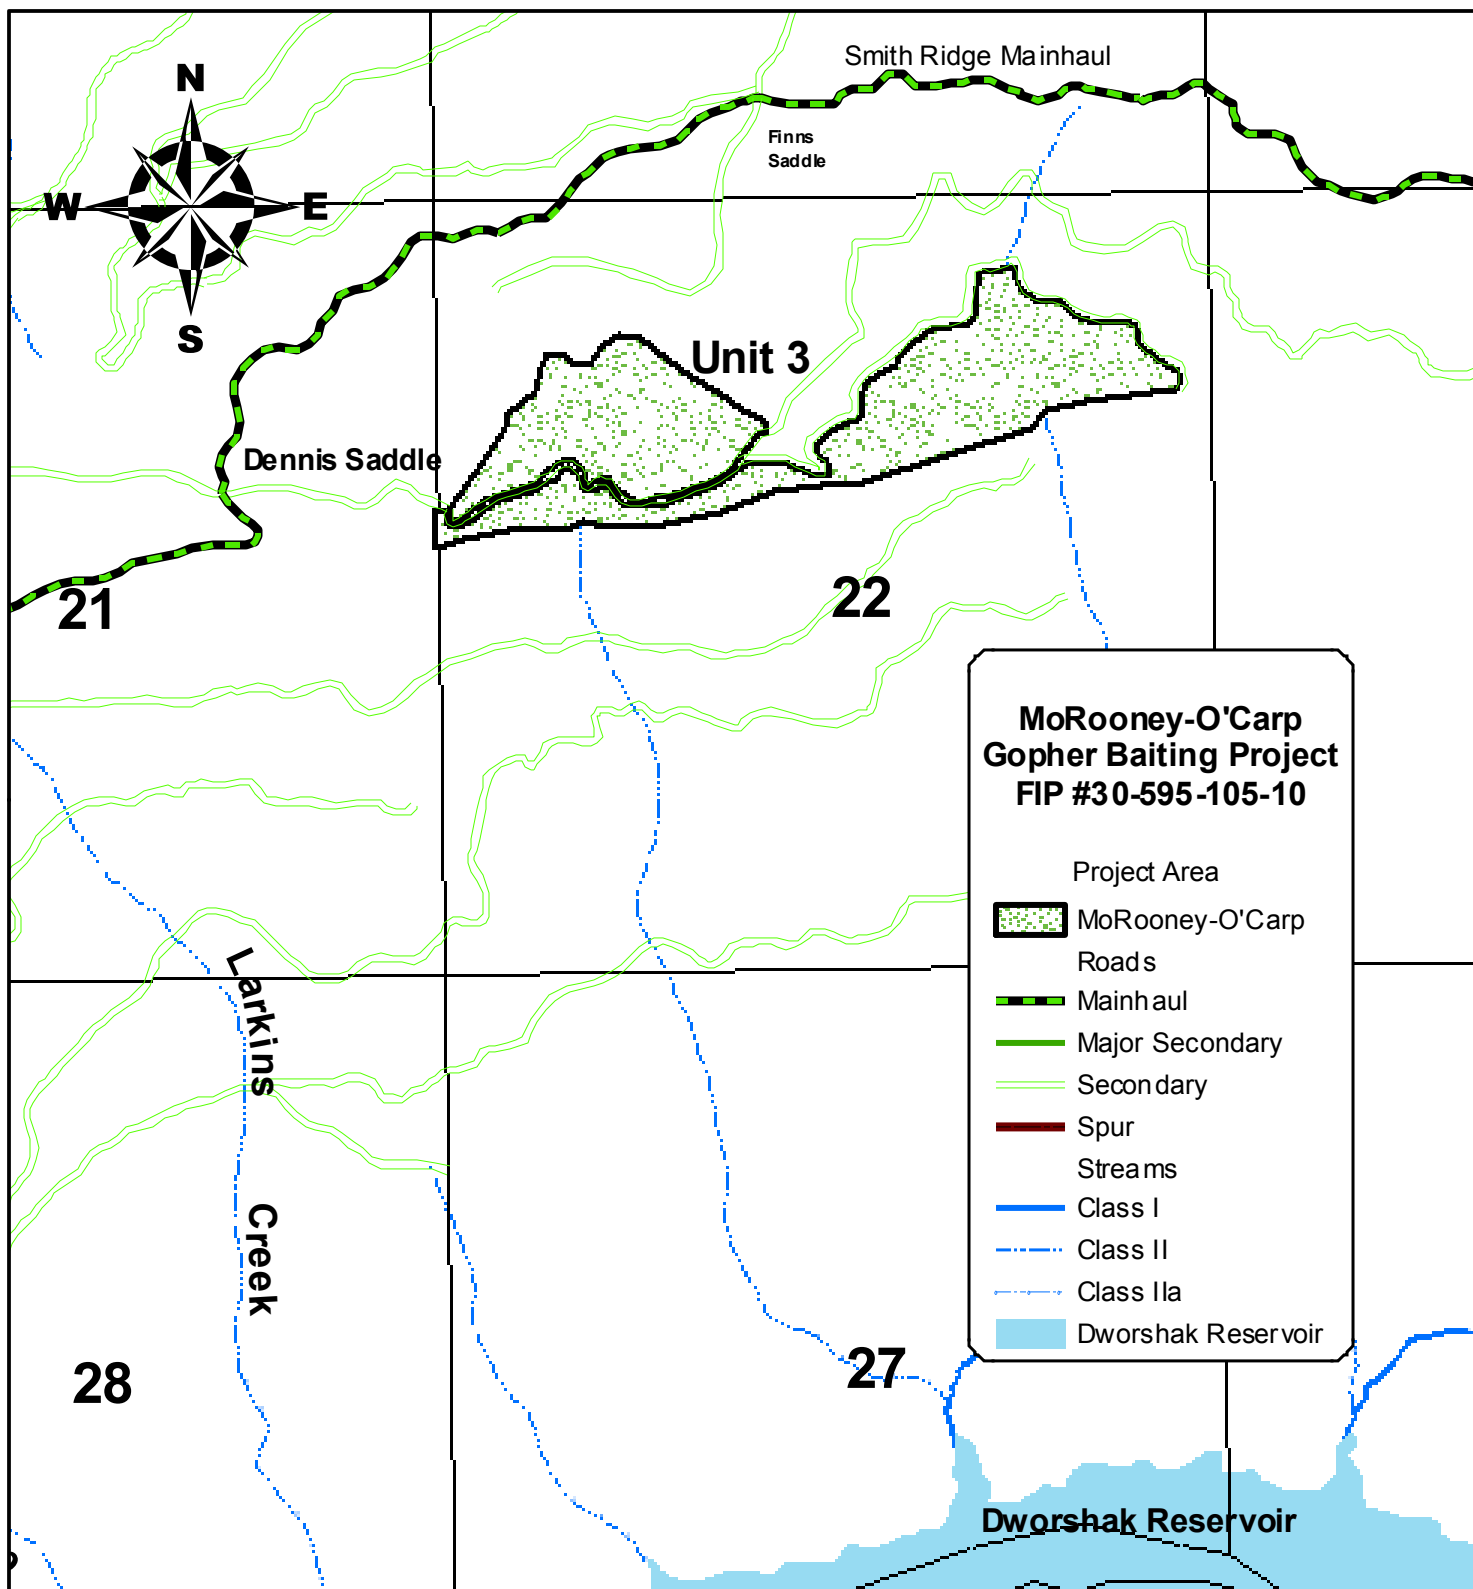 Smith Ridge Mainhaul
N
Finns
Saddle
W
E
S
Unit 3
Dennis Saddle
21
22
MoRooney-O'Carp
Gopher Baiting Project
FIP #30-595-105-10
Project Area
MoRooney-O'Carp
Roads
Mainhaul
Major Secondary
Secondary
Spur
Streams
Class I
Class II
Class IIa
Dworshak Reservoir
Larkins Creek
28
27
Dworshak Reservoir